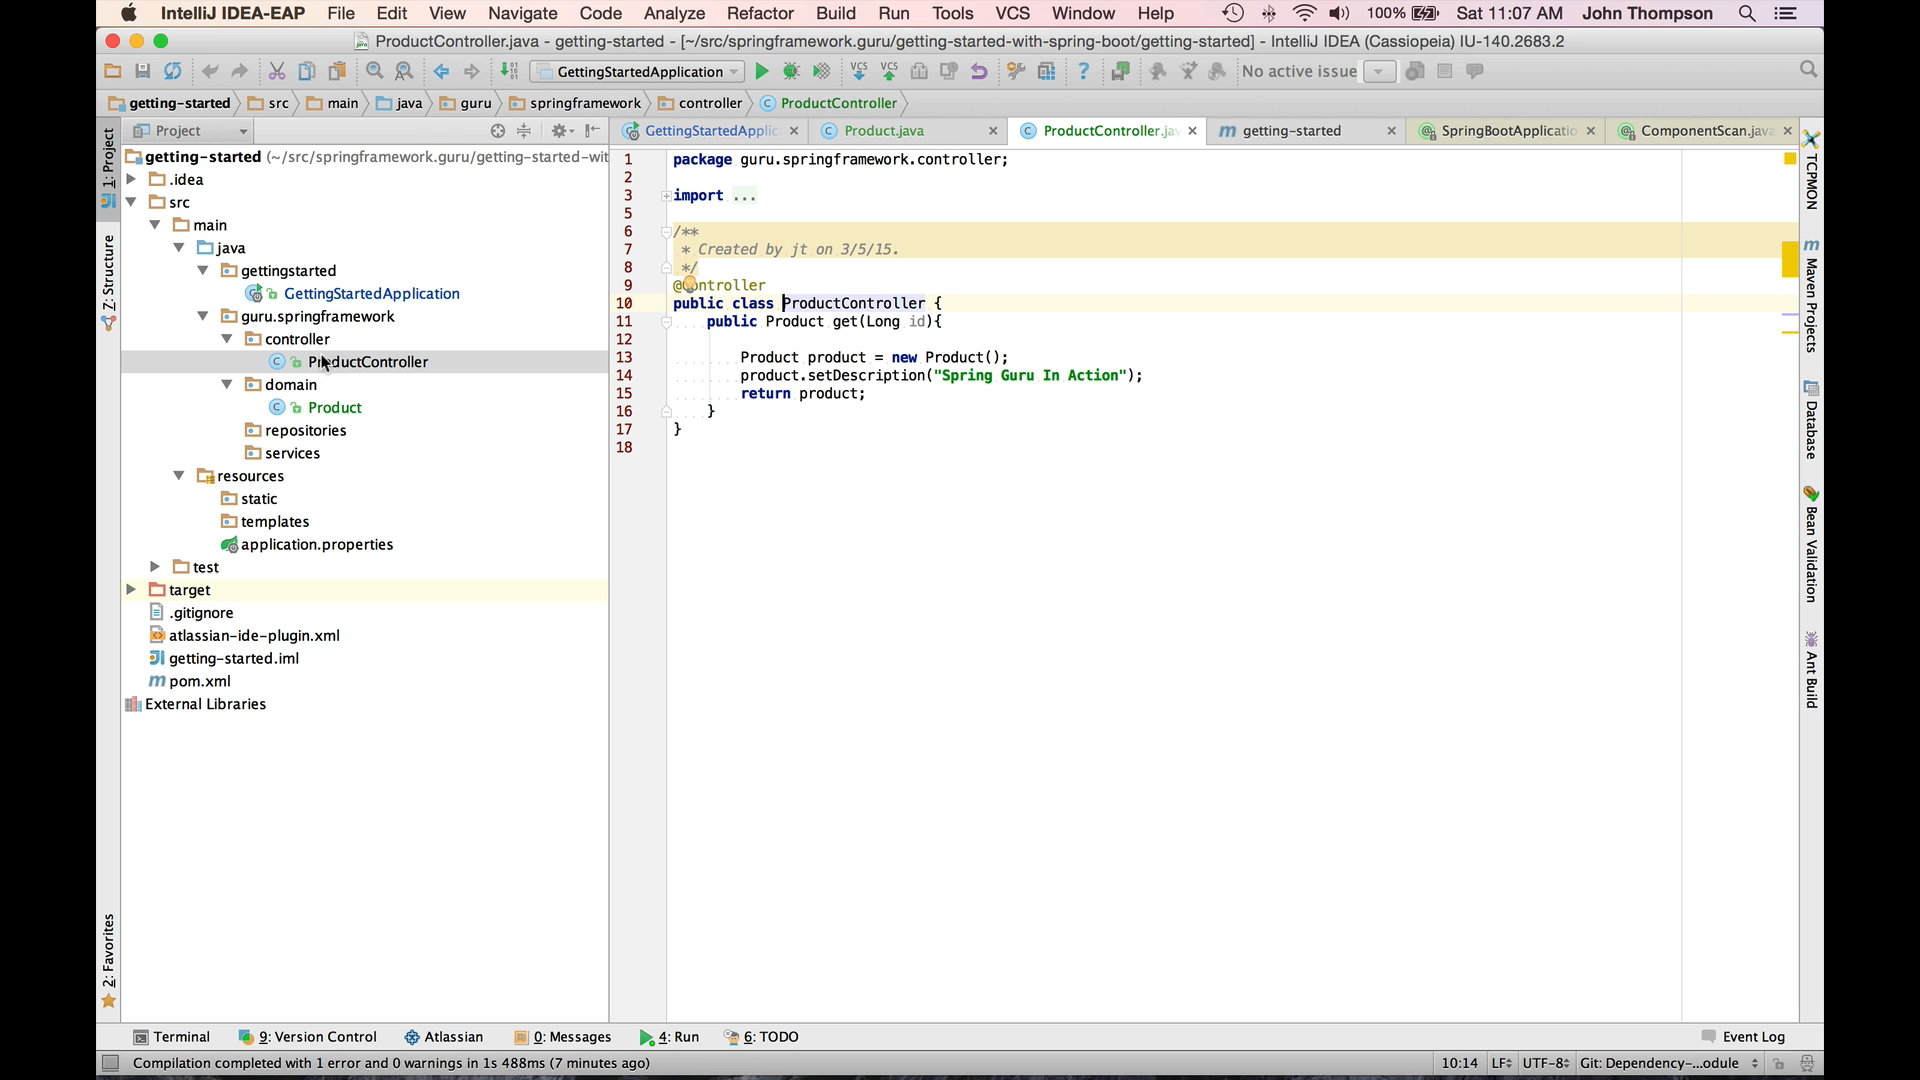 IntelliJ IDEA-EAP File Edit View Navigate Code Analyze Refactor Build Run Tools VCS Window Help 100% Sat 11:07 AM John Thompson
ProductController.java - getting-started - [~/src/springframework.guru/getting-started-with-spring-boot/getting-started] - IntelliJ IDEA (Cassiopeia) IU-140.2683.2
GettingStartedApplication VCS VCS ? No active issue
getting-started src main java guru springframework controller ProductController
Project GettingStartedApplic Product.java ProductController.jav getting-started SpringBootApplicatio ComponentScan.java
1: Project
Z: Structure
2: Favorites
getting-started (~/src/springframework.guru/getting-started-wit
.idea
src
main
java
gettingstarted
GettingStartedApplication
guru.springframework
controller
ProductController
domain
Product
repositories
services
resources
static
templates
application.properties
test
target
.gitignore
atlassian-ide-plugin.xml
getting-started.iml
pom.xml
External Libraries
1 package guru.springframework.controller;
2
3 import ...
5
6 /**
7 * Created by jt on 3/5/15.
8 */
9 @Controller
10 public class ProductController {
11 public Product get(Long id){
12
13 Product product = new Product();
14 product.setDescription("Spring Guru In Action");
15 return product;
16 }
17 }
18
TCPMON
Maven Projects
Database
Bean Validation
Ant Build
Terminal 9: Version Control Atlassian 0: Messages 4: Run 6: TODO Event Log
Compilation completed with 1 error and 0 warnings in 1s 488ms (7 minutes ago) 10:14 LF UTF-8 Git: Dependency-...odule